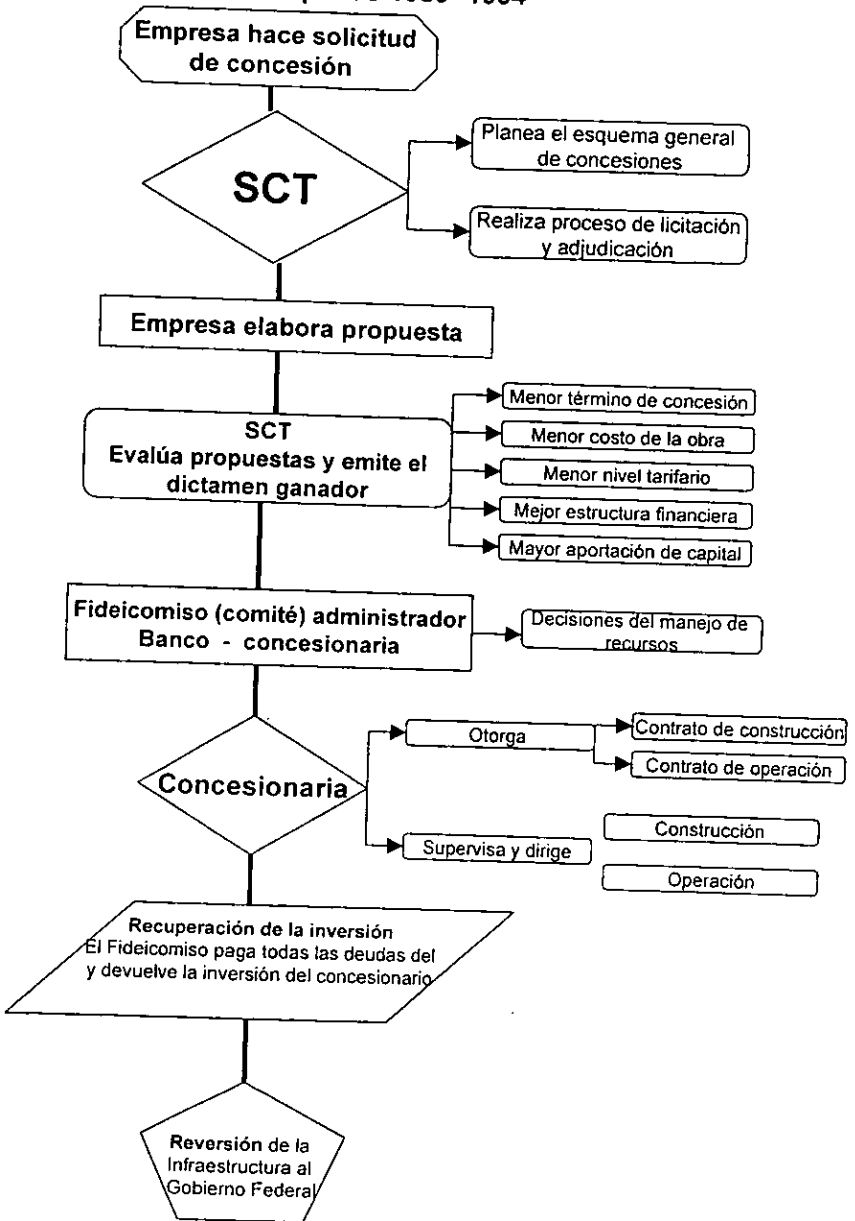 Empresa hace solicitud
de concesión
SCT
Planea el esquema general
de concesiones
Realiza proceso de licitación
y adjudicación
Empresa elabora propuesta
SCT
Evalúa propuestas y emite el
dictamen ganador
Menor término de concesión
Menor costo de la obra
Menor nivel tarifario
Mejor estructura financiera
Mayor aportación de capital
Fideicomiso (comité) administrador
Banco - concesionaria
Decisiones del manejo de
recursos
Concesionaria
Otorga
Contrato de construcción
Contrato de operación
Supervisa y dirige
Construcción
Operación
Recuperación de la inversión
El Fideicomiso paga todas las deudas del
y devuelve la inversión del concesionario
Reversión de la
Infraestructura al
Gobierno Federal